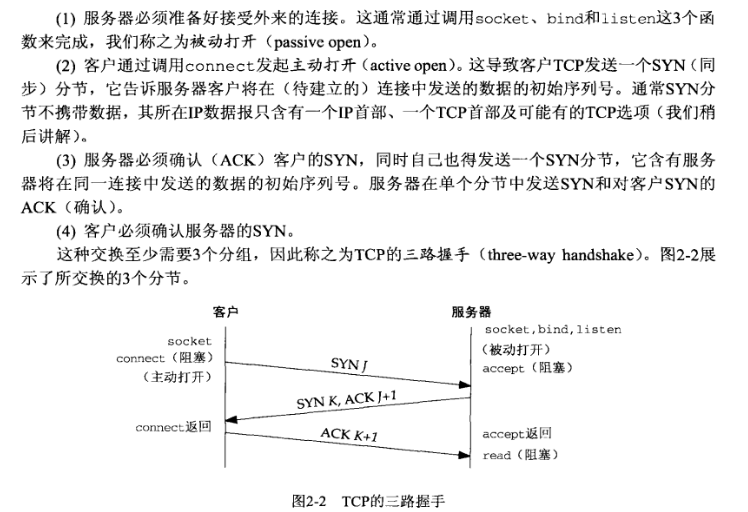 (1) 服务器必须准备好接受外来的连接。这通常通过调用socket、bind和listen这3个函
数来完成，我们称之为被动打开（passive open）。
(2) 客户通过调用connect发起主动打开（active open）。这导致客户TCP发送一个SYN（同
步）分节，它告诉服务器客户将在（待建立的）连接中发送的数据的初始序列号。通常SYN分
节不携带数据，其所在IP数据报只含有一个IP首部、一个TCP首部及可能有的TCP选项（我们稍
后讲解）。
(3) 服务器必须确认（ACK）客户的SYN，同时自己也得发送一个SYN分节，它含有服务
器将在同一连接中发送的数据的初始序列号。服务器在单个分节中发送SYN和对客户SYN的
ACK（确认）。
(4) 客户必须确认服务器的SYN。
这种交换至少需要3个分组，因此称之为TCP的三路握手（three-way handshake）。图2-2展
示了所交换的3个分节。
客户
服务器
socket
connect（阻塞）
（主动打开）
socket,bind,listen
（被动打开）
accept（阻塞）
SYN J
SYN K, ACK J+1
connect返回
ACK K+1
accept返回
read（阻塞）
图2-2 TCP的三路握手